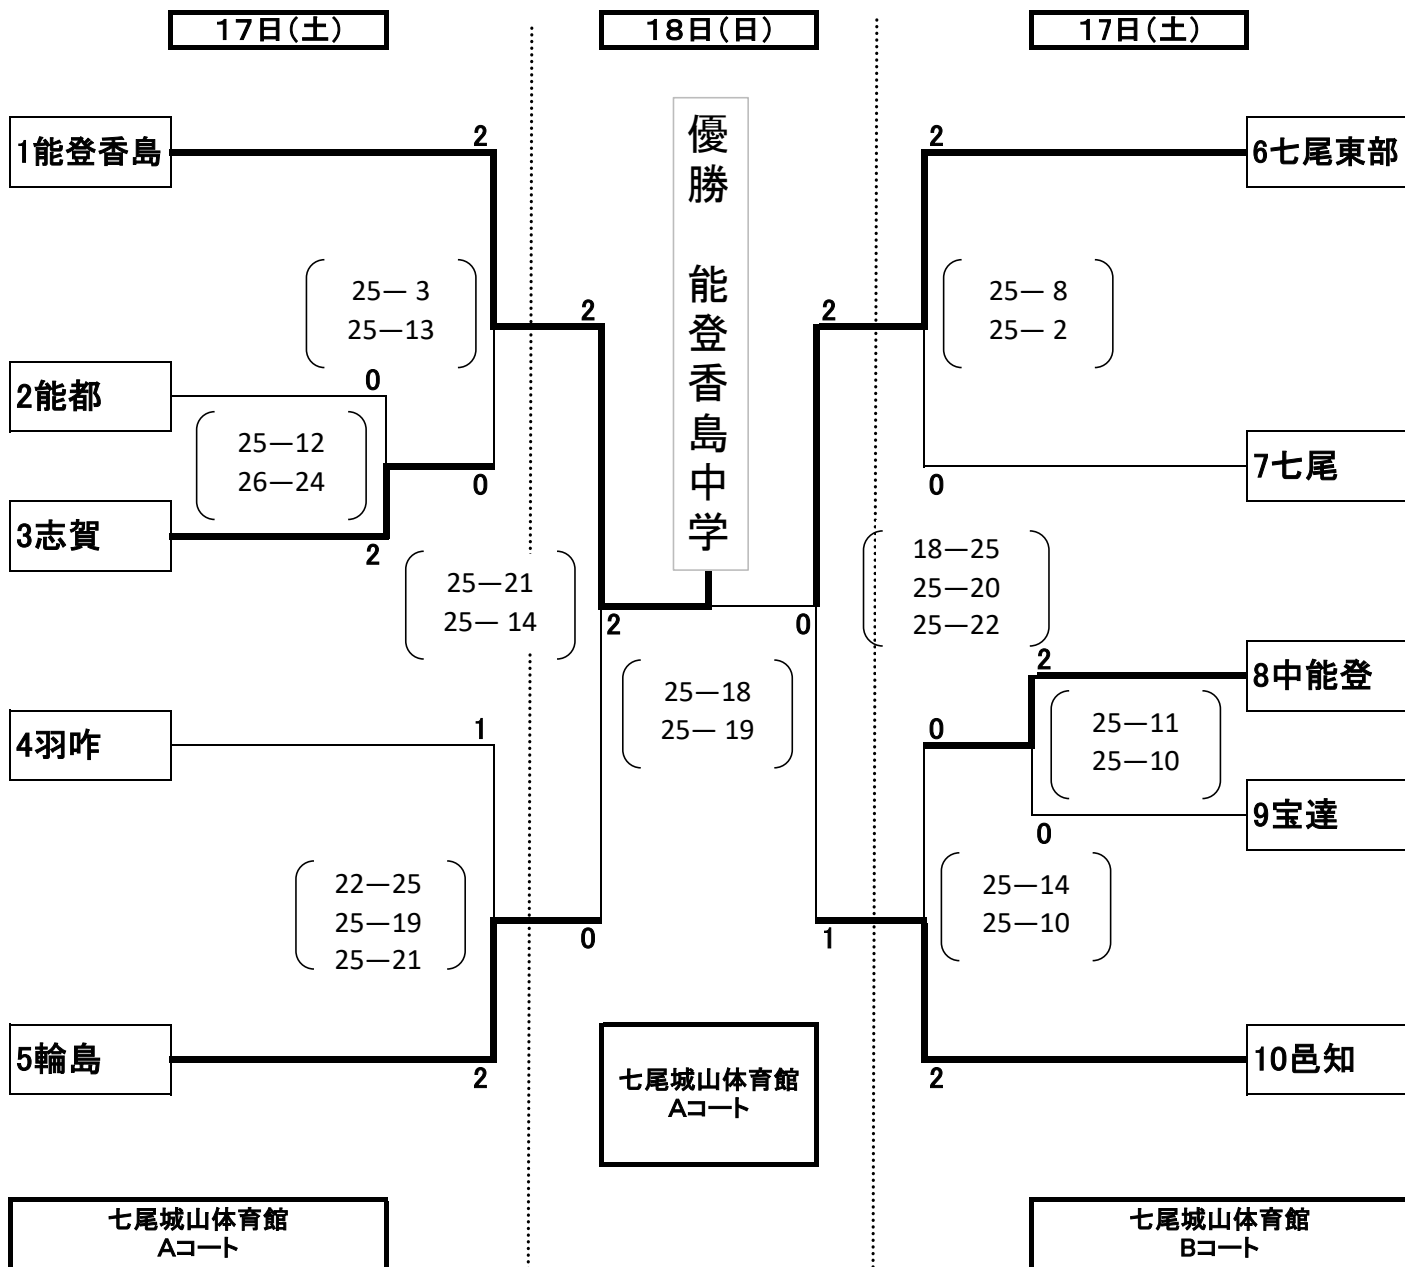 17日(土)
18日(日)
17日(土)
優勝　能登香島中学
1能登香島
2
25― 3
25―13
2能都
0
25―12
26―24
0
3志賀
2
2
25―21
25― 14
4羽咋
1
22―25
25―19
25―21
0
5輪島
2
2
0
25―18
25― 19
2
6七尾東部
2
25― 8
25― 2
7七尾
0
18―25
25―20
25―22
2
8中能登
0
25―11
25―10
9宝達
0
25―14
25―10
1
10邑知
2
七尾城山体育館
Aコート
七尾城山体育館
Aコート
七尾城山体育館
Bコート